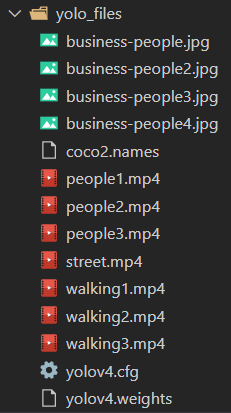 yolo_files
business-people.jpg
business-people2.jpg
business-people3.jpg
business-people4.jpg
coco2.names
people1.mp4
people2.mp4
people3.mp4
street.mp4
walking1.mp4
walking2.mp4
walking3.mp4
yolov4.cfg
yolov4.weights